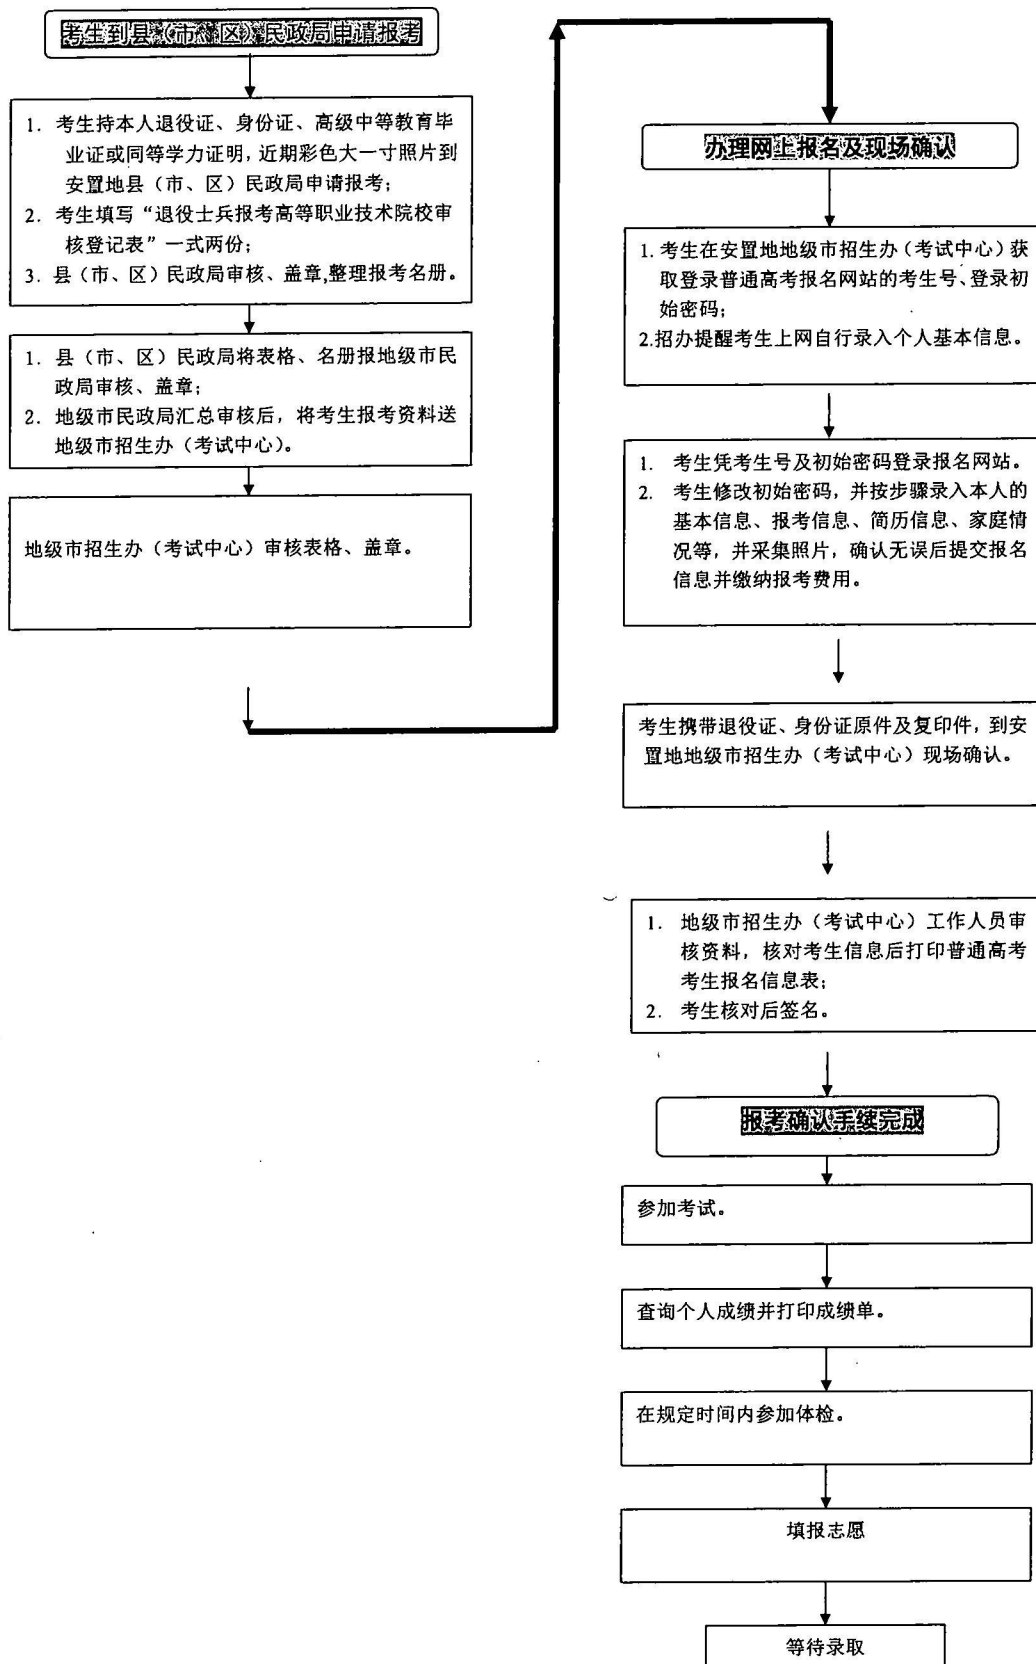 考生到县（市、区）民政局申请报考
1. 考生持本人退役证、身份证、高级中等教育毕
业证或同等学力证明，近期彩色大一寸照片到
安置地县（市、区）民政局申请报考；
2. 考生填写“退役士兵报考高等职业技术院校审
核登记表”一式两份；
3. 县（市、区）民政局审核、盖章,整理报考名册。
1. 县（市、区）民政局将表格、名册报地级市民
政局审核、盖章；
2. 地级市民政局汇总审核后，将考生报考资料送
地级市招生办（考试中心）。
地级市招生办（考试中心）审核表格、盖章。
办理网上报名及现场确认
1. 考生在安置地地级市招生办（考试中心）获
取登录普通高考报名网站的考生号、登录初
始密码；
2.招办提醒考生上网自行录入个人基本信息。
1. 考生凭考生号及初始密码登录报名网站。
2. 考生修改初始密码，并按步骤录入本人的
基本信息、报考信息、简历信息、家庭情
况等，并采集照片，确认无误后提交报名
信息并缴纳报考费用。
考生携带退役证、身份证原件及复印件，到安
置地地级市招生办（考试中心）现场确认。
1. 地级市招生办（考试中心）工作人员审
核资料，核对考生信息后打印普通高考
考生报名信息表；
2. 考生核对后签名。
报考确认手续完成
参加考试。
查询个人成绩并打印成绩单。
在规定时间内参加体检。
填报志愿
等待录取